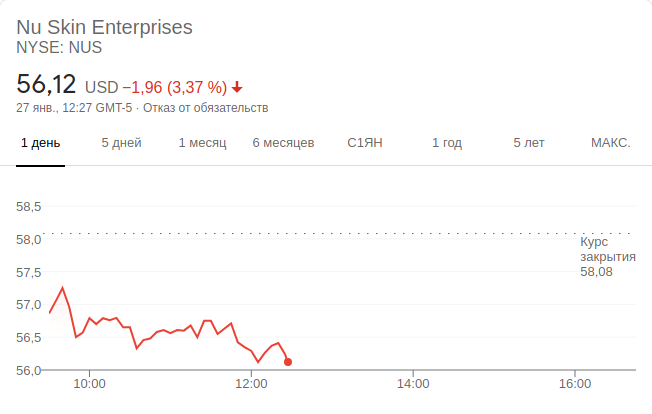 Nu Skin Enterprises
NYSE: NUS
56,12 USD −1,96 (3,37 %)
27 янв., 12:27 GMT-5 · Отказ от обязательств
1 день 5 дней 1 месяц 6 месяцев С1ЯН 1 год 5 лет МАКС.
58,5
58,0
57,5
57,0
56,5
56,0
Курс
закрытия
58,08
10:00 12:00 14:00 16:00